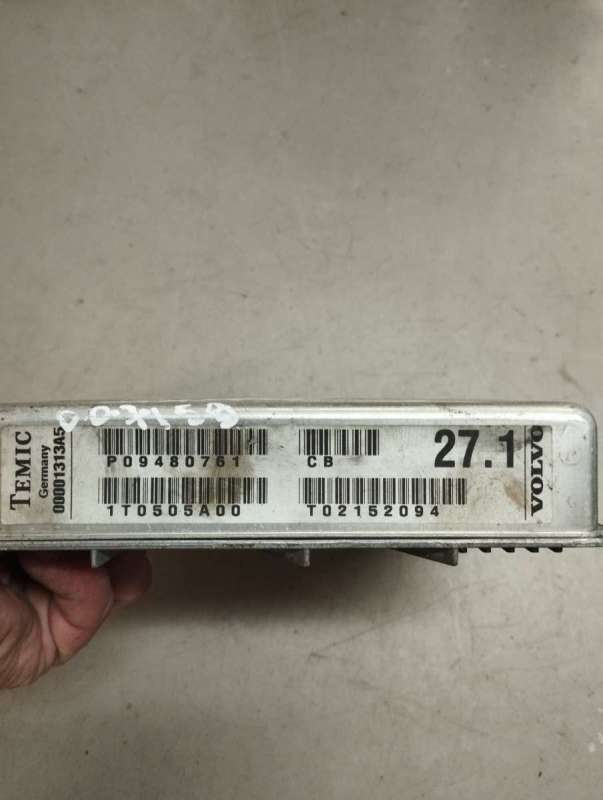 TEMIC
Germany
00001313A5
P09480761
CB
27.1
VOLVO
1T0505A00
T02152094